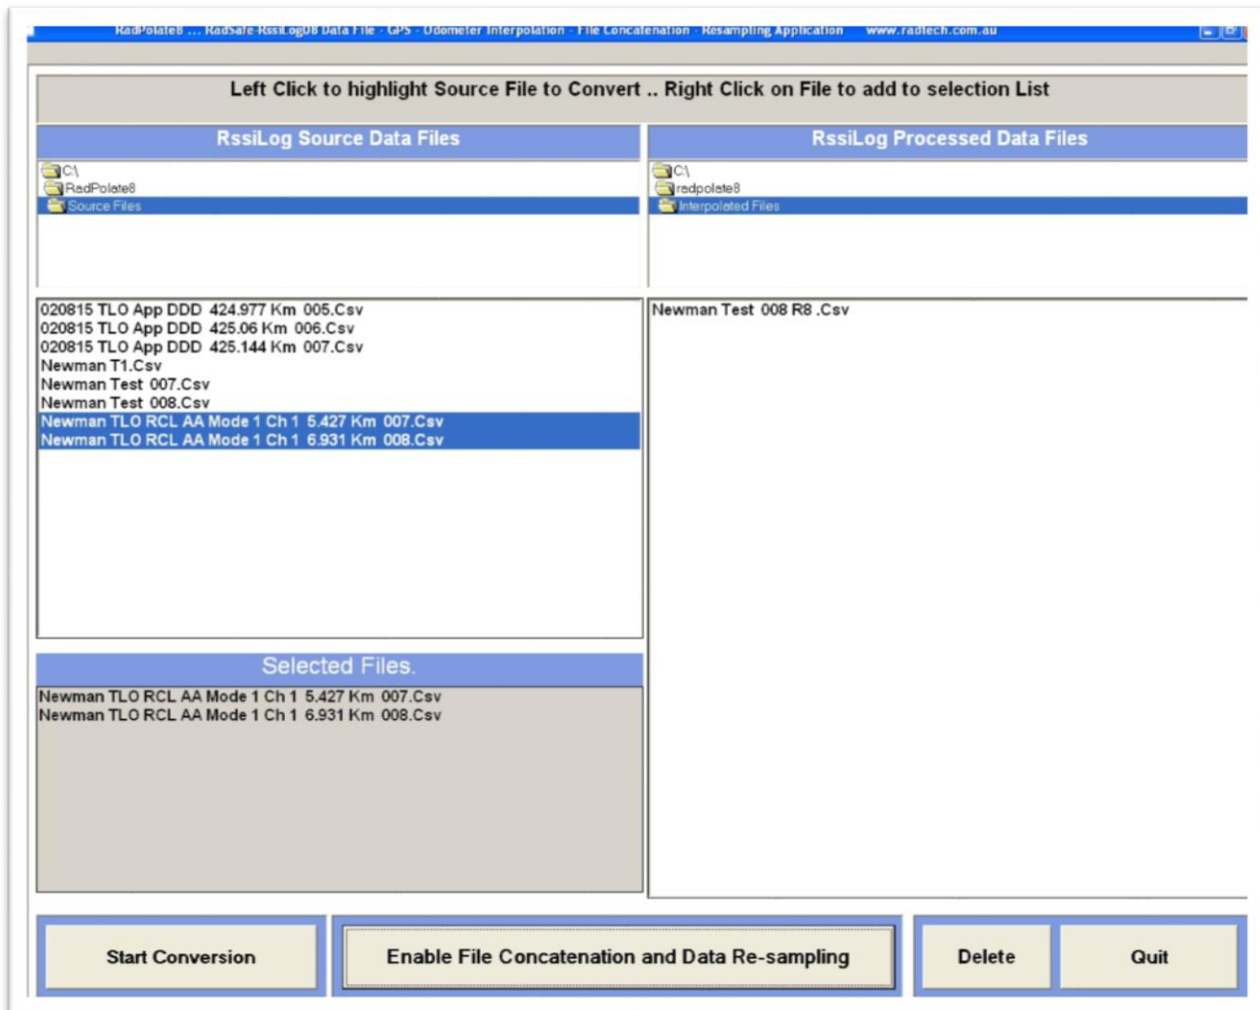 RadPolate8 ... RadSafe-RssiLog08 Data File - GPS - Odometer Interpolation - File Concatenation - Resampling Application www.radtech.com.au
Left Click to highlight Source File to Convert .. Right Click on File to add to selection List
RssiLog Source Data Files
C:\
RadPolate8
Source Files
020815 TLO App DDD 424.977 Km 005.Csv
020815 TLO App DDD 425.06 Km 006.Csv
020815 TLO App DDD 425.144 Km 007.Csv
Newman T1.Csv
Newman Test 007.Csv
Newman Test 008.Csv
Newman TLO RCL AA Mode 1 Ch 1 5.427 Km 007.Csv
Newman TLO RCL AA Mode 1 Ch 1 6.931 Km 008.Csv
Selected Files.
Newman TLO RCL AA Mode 1 Ch 1 5.427 Km 007.Csv
Newman TLO RCL AA Mode 1 Ch 1 6.931 Km 008.Csv
RssiLog Processed Data Files
C:\
radpolate8
Interpolated Files
Newman Test 008 R8 .Csv
Start Conversion
Enable File Concatenation and Data Re-sampling
Delete
Quit